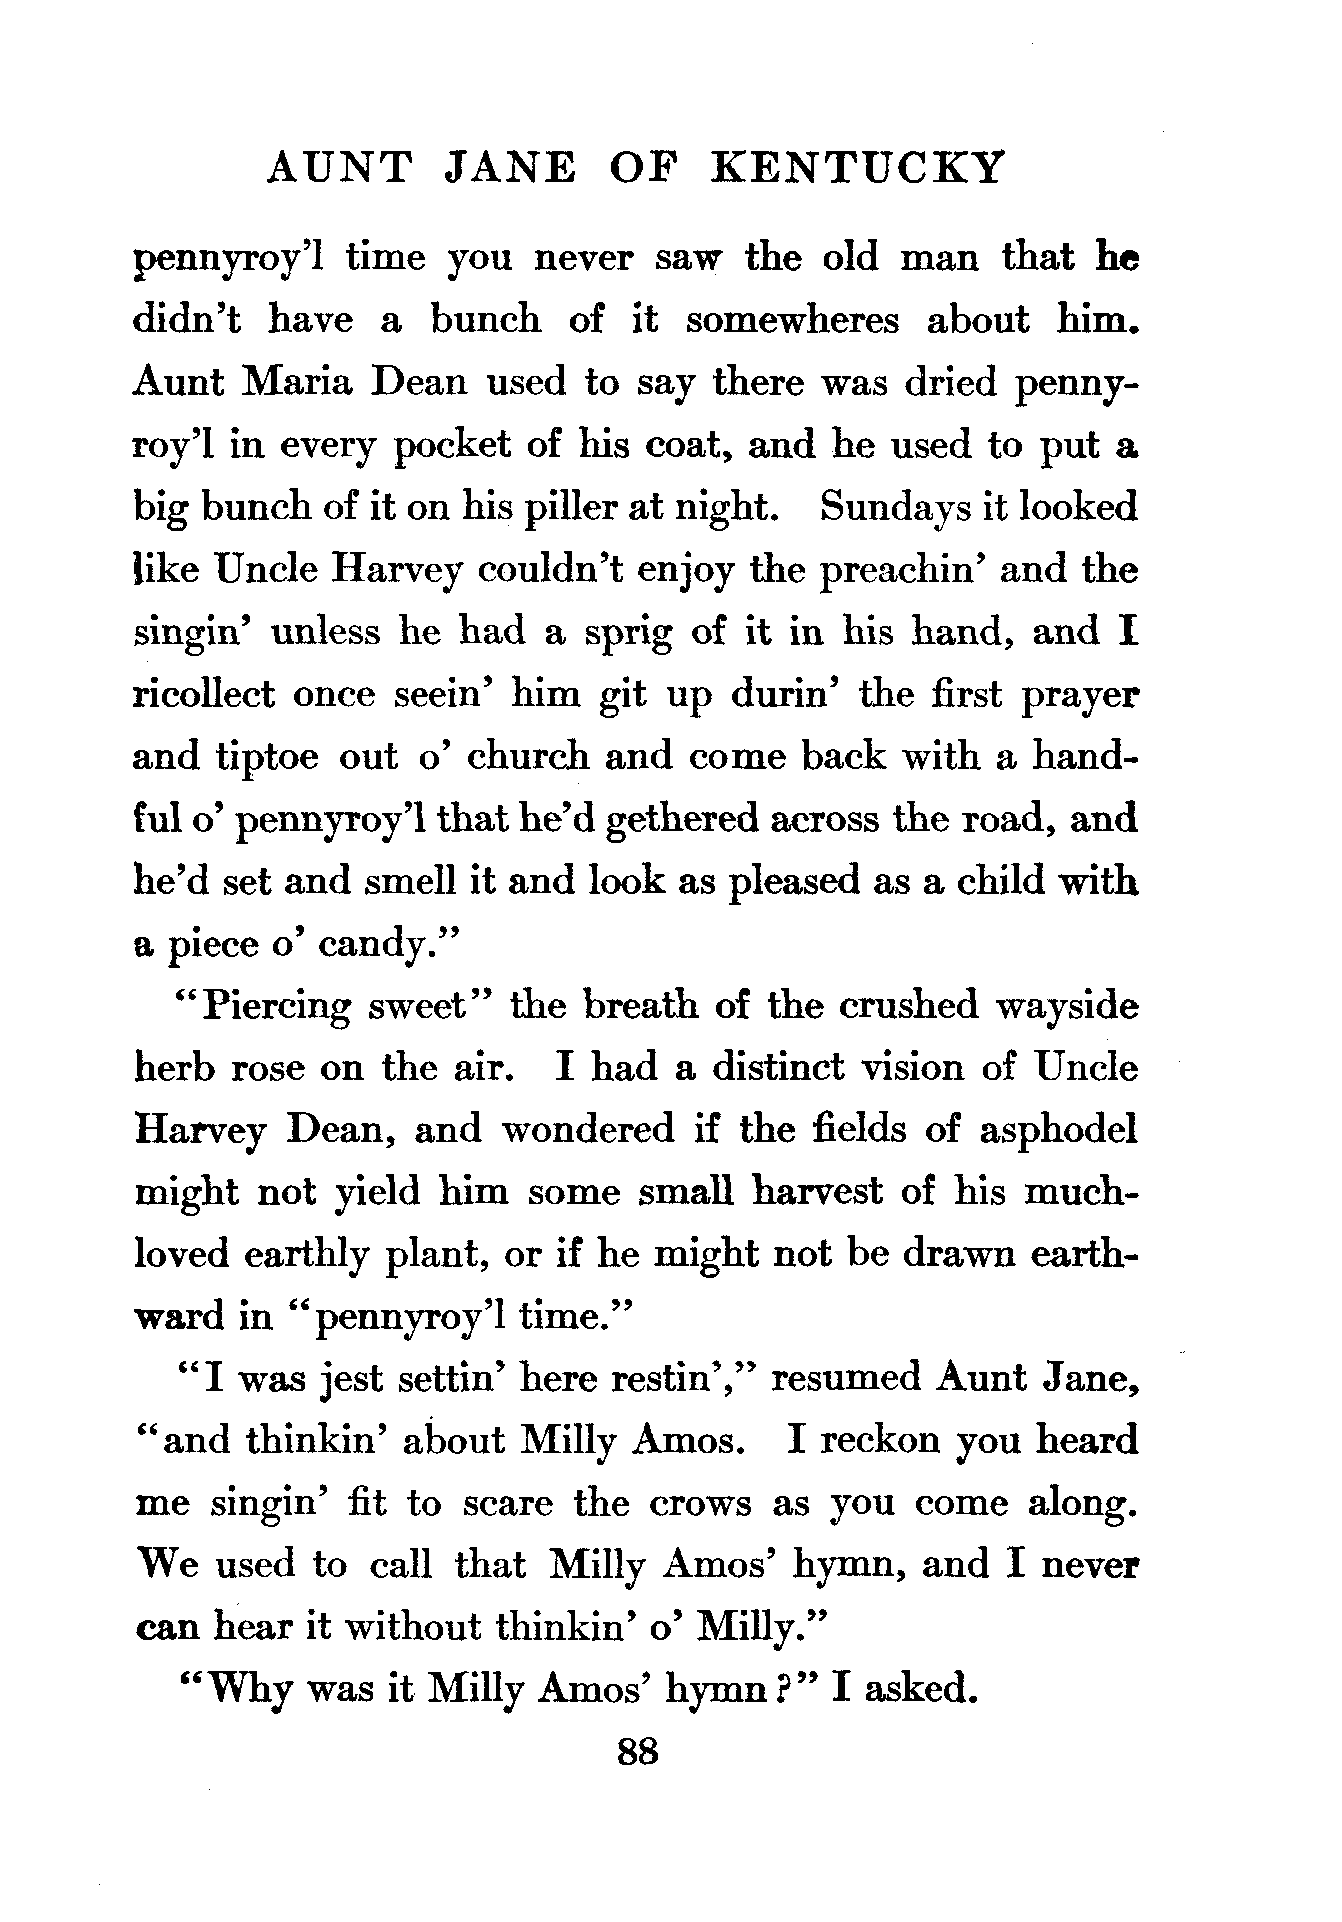 AUNT JANE OF KENTUCKY
pennyroy'l time you never saw the old man that he
didn't have a bunch of it somewheres about him.
Aunt Maria Dean used to say there was dried penny-
roy'l in every pocket of his coat, and he used to put a
big bunch of it on his piller at night. Sundays it looked
like Uncle Harvey couldn't enjoy the preachin' and the
singin' unless he had a sprig of it in his hand, and I
ricollect once seein' him git up durin' the first prayer
and tiptoe out o' church and come back with a hand-
ful o' pennyroy'l that he'd gethered across the road, and
he'd set and smell it and look as pleased as a child with
a piece o' candy."
"Piercing sweet" the breath of the crushed wayside
herb rose on the air. I had a distinct vision of Uncle
Harvey Dean, and wondered if the fields of asphodel
might not yield him some small harvest of his much-
loved earthly plant, or if he might not be drawn earth-
ward in "pennyroy'l time."
"I was jest settin' here restin'," resumed Aunt Jane,
"and thinkin' about Milly Amos. I reckon you heard
me singin' fit to scare the crows as you come along.
We used to call that Milly Amos' hymn, and I never
can hear it without thinkin' o' Milly."
"Why was it Milly Amos' hymn?" I asked.
88